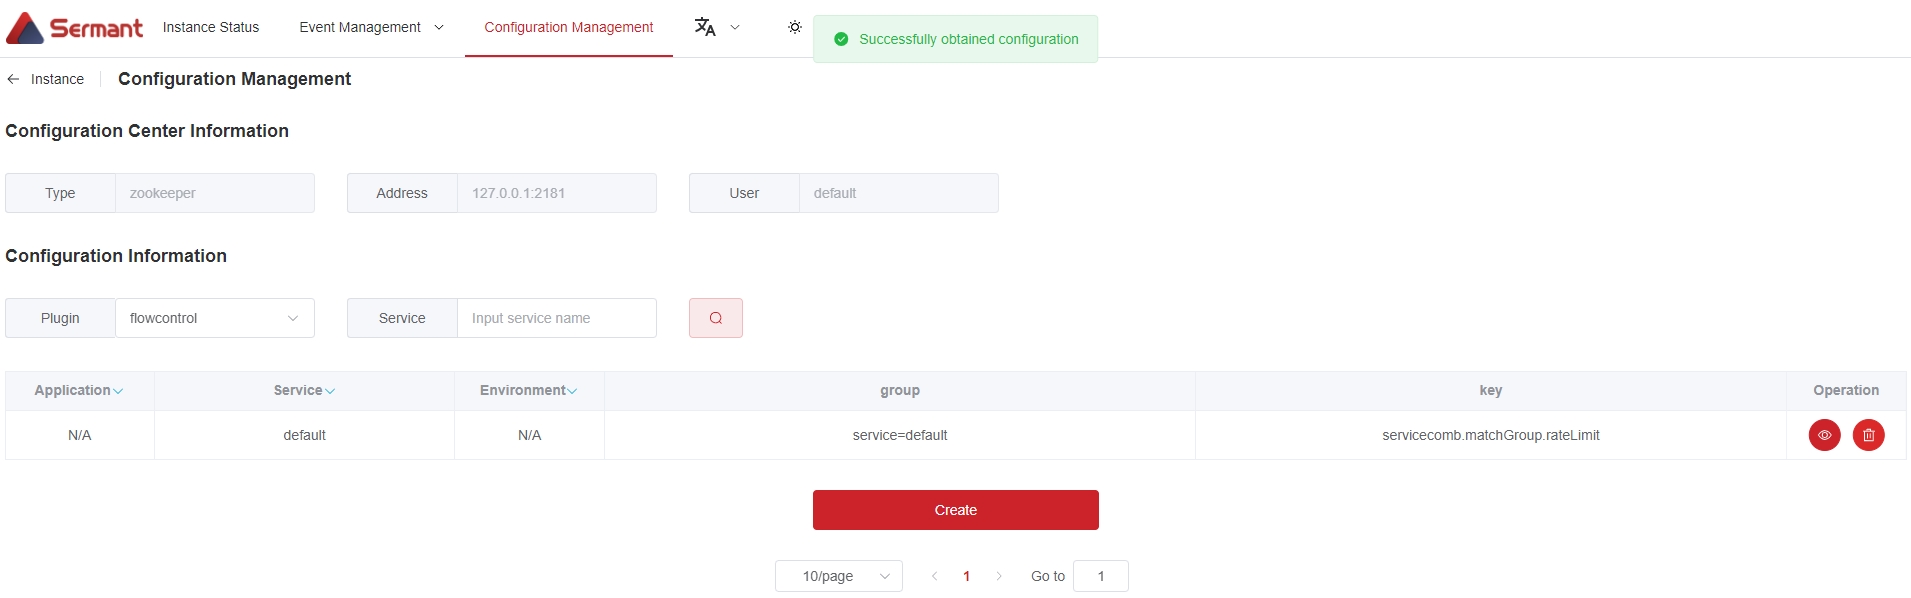 Sermant Instance Status Event Management Configuration Management
Successfully obtained configuration
Instance Configuration Management
Configuration Center Information
Type zookeeper Address 127.0.0.1:2181 User default
Configuration Information
Plugin flowcontrol Service Input service name
Application Service Environment group key Operation
N/A default N/A service=default servicecomb.matchGroup.rateLimit
Create
10/page 1 Go to 1